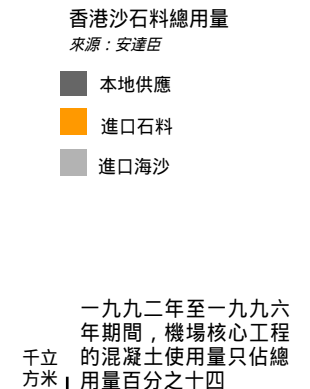 香港沙石料總用量
來源：安達臣
本地供應
進口石料
進口海沙
一九九二年至一九九六
年期間，機場核心工程
的混凝土使用量只佔總
用量百分之十四
千立
方米